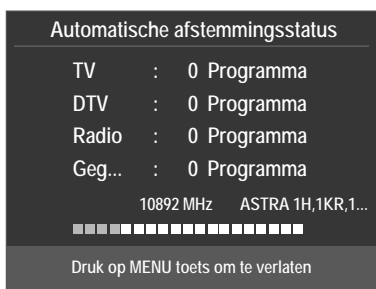 Automatische afstemmingsstatus
TV : 0 Programma
DTV : 0 Programma
Radio : 0 Programma
Geg... : 0 Programma
10892 MHz ASTRA 1H,1KR,1...
Druk op MENU toets om te verlaten